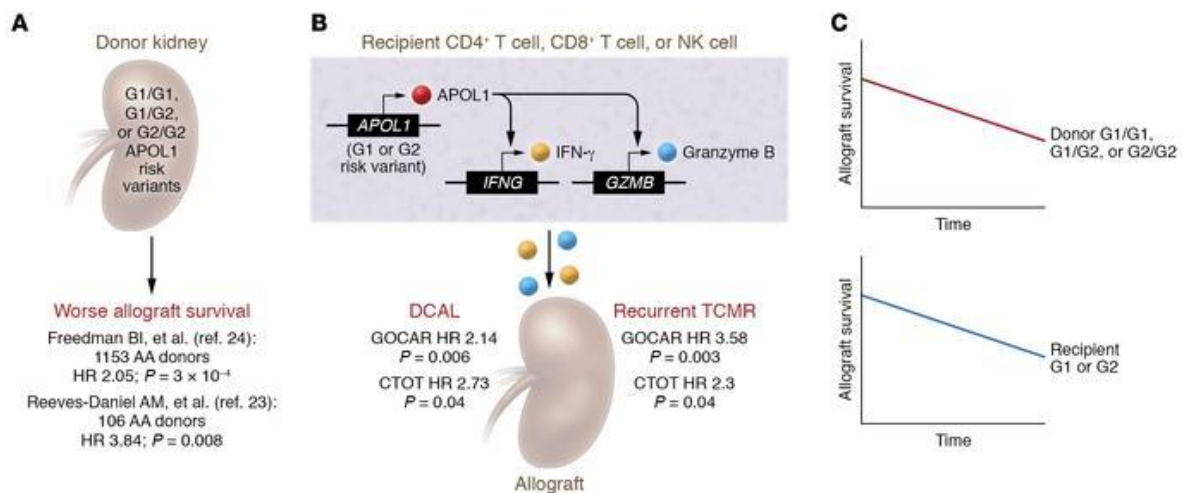 A
Donor kidney
G1/G1,
G1/G2,
or G2/G2
APOL1
risk
variants
Worse allograft survival
Freedman BI, et al. (ref. 24):
1153 AA donors
HR 2.05; P = 3 × 10⁻⁴
Reeves-Daniel AM, et al. (ref. 23):
106 AA donors
HR 3.84; P = 0.008
B
Recipient CD4⁺ T cell, CD8⁺ T cell, or NK cell
APOL1
APOL1
(G1 or G2
risk variant)
IFN-γ
IFNG
Granzyme B
GZMB
DCAL
GOCAR HR 2.14
P = 0.006
CTOT HR 2.73
P = 0.04
Recurrent TCMR
GOCAR HR 3.58
P = 0.003
CTOT HR 2.3
P = 0.04
Allograft
C
Allograft survival
Donor G1/G1,
G1/G2, or G2/G2
Time
Allograft survival
Recipient
G1 or G2
Time